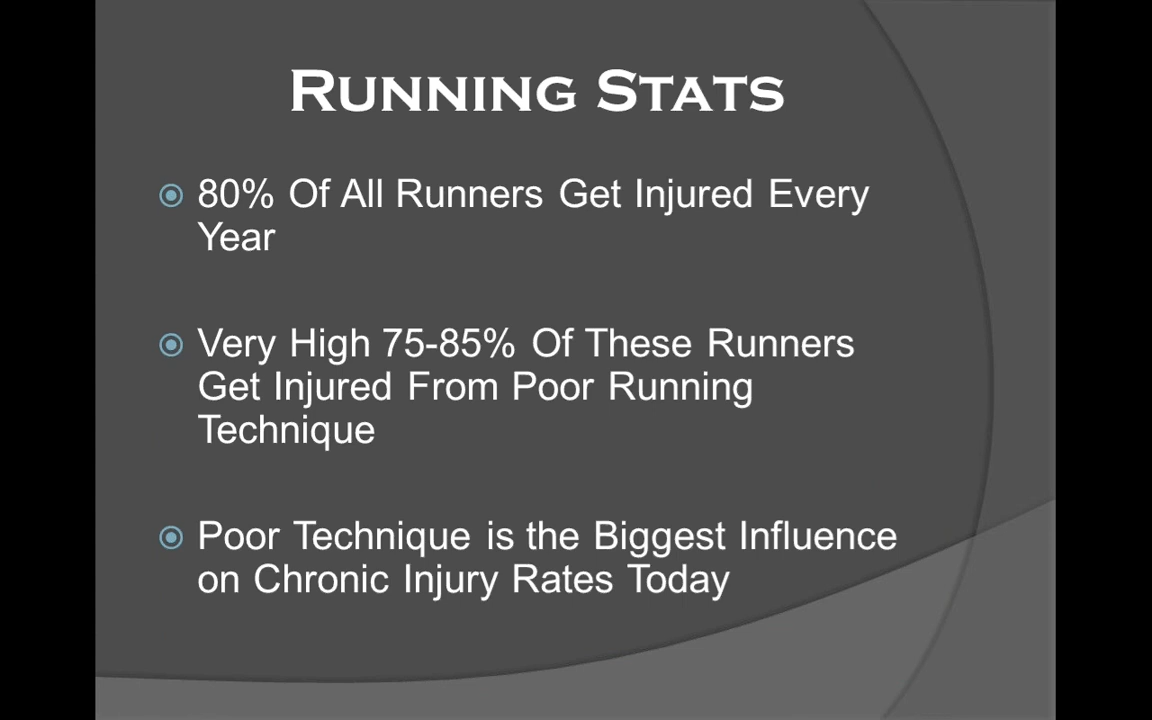 Running Stats
80% Of All Runners Get Injured Every
Year
Very High 75-85% Of These Runners
Get Injured From Poor Running
Technique
Poor Technique is the Biggest Influence
on Chronic Injury Rates Today